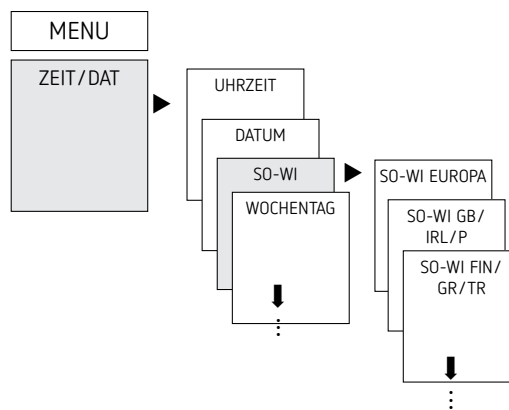 MENU
ZEIT/DAT
UHRZEIT
DATUM
SO-WI
WOCHENTAG
SO-WI EUROPA
SO-WI GB/
IRL/P
SO-WI FIN/
GR/TR